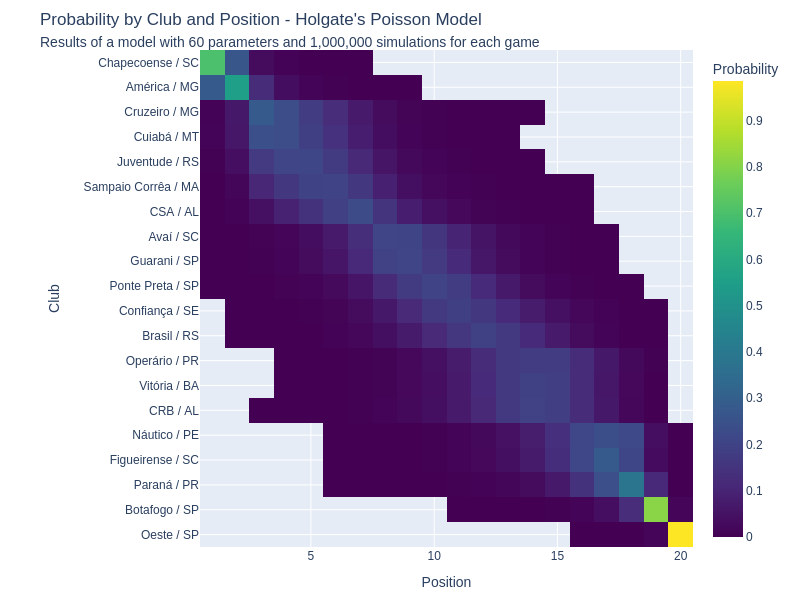 Probability by Club and Position - Holgate's Poisson Model
Results of a model with 60 parameters and 1,000,000 simulations for each game
Probability
Chapecoense / SC
América / MG
Cruzeiro / MG
Cuiabá / MT
Juventude / RS
Sampaio Corrêa / MA
CSA / AL
Avaí / SC
Guarani / SP
Ponte Preta / SP
Confiança / SE
Brasil / RS
Operário / PR
Vitória / BA
CRB / AL
Náutico / PE
Figueirense / SC
Paraná / PR
Botafogo / SP
Oeste / SP
Club
5
10
15
20
Position
0.9
0.8
0.7
0.6
0.5
0.4
0.3
0.2
0.1
0